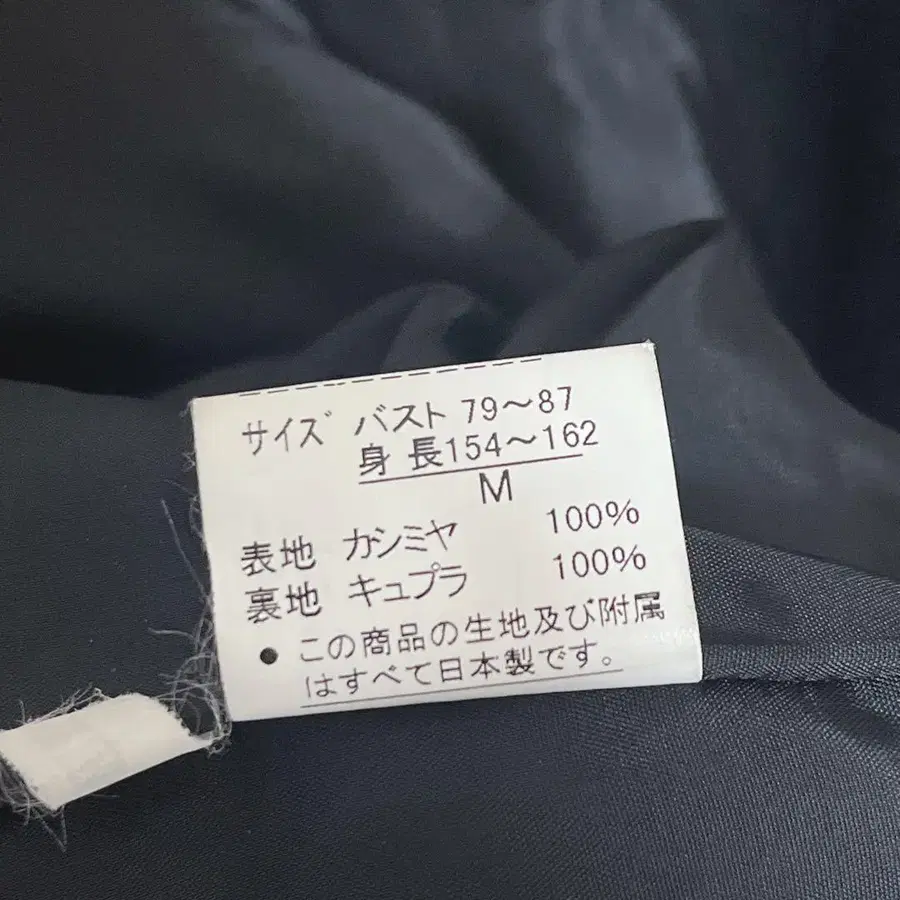 サイズ バスト 79～87
身 長154～162
M
表地 カシミヤ 100%
裏地 キュプラ 100%
● この商品の生地及び附属
はすべて日本製です。